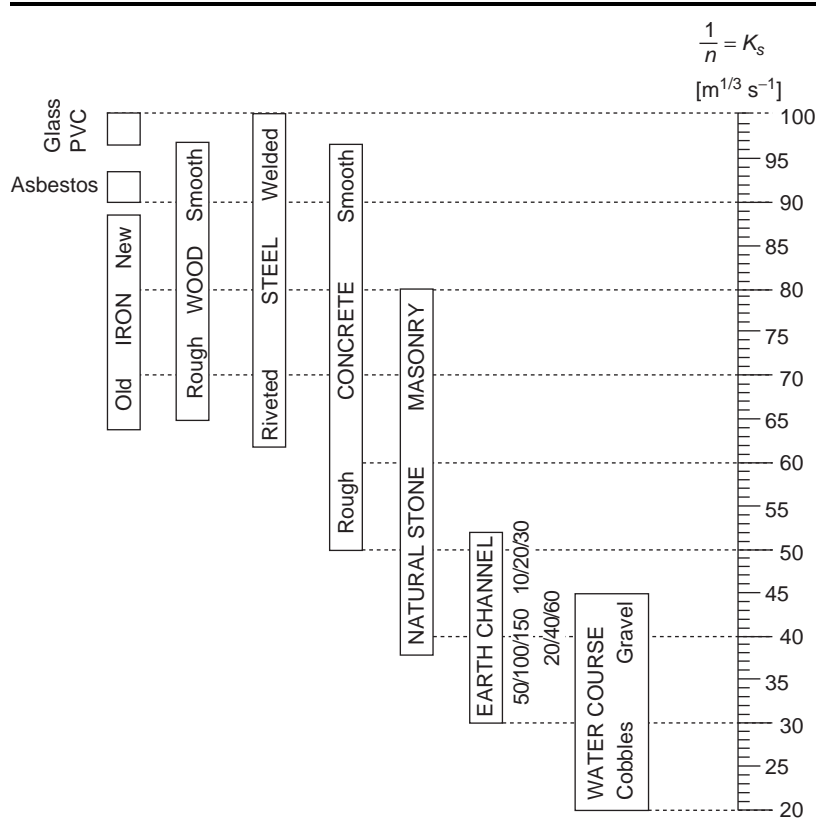 1/n = Kₛ
[m¹/³ s⁻¹]
Glass
PVC
Asbestos
Old IRON New
Rough WOOD Smooth
Riveted STEEL Welded
Rough CONCRETE Smooth
NATURAL STONE MASONRY
EARTH CHANNEL
50/100/150 10/20/30
20/40/60
WATER COURSE
Cobbles Gravel
100
95
90
85
80
75
70
65
60
55
50
45
40
35
30
25
20